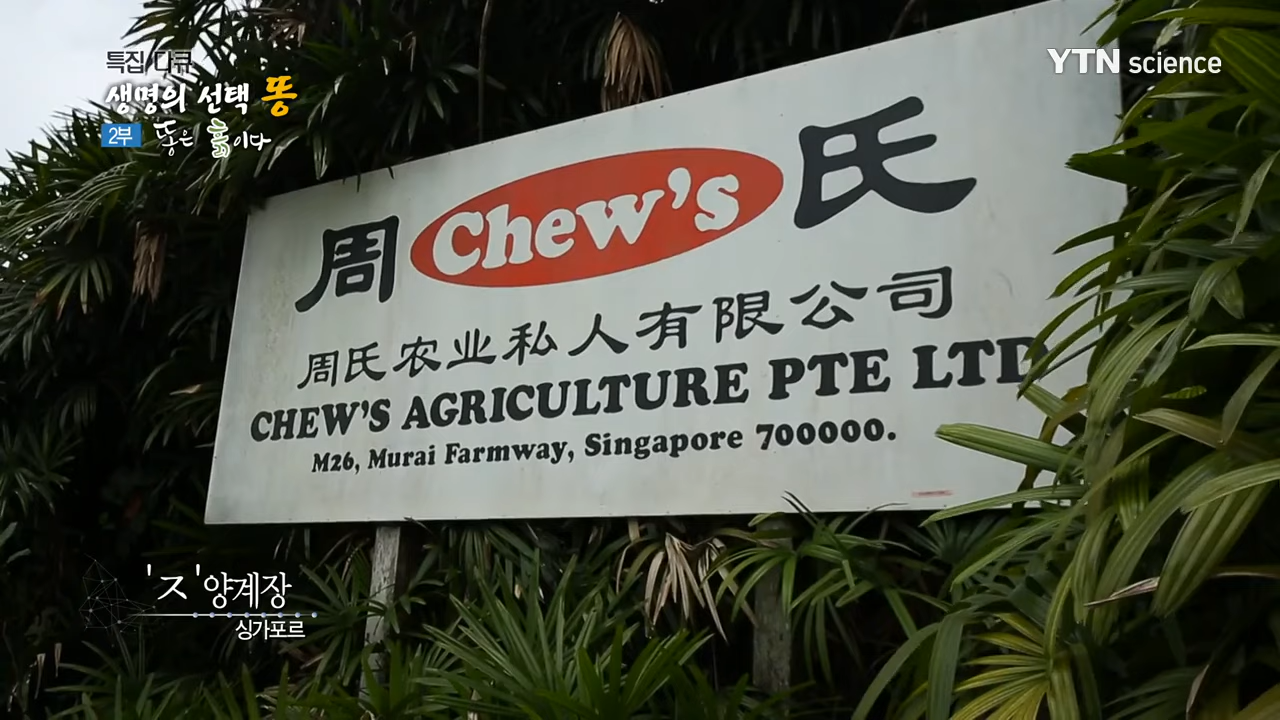 특집 다큐
생명의 선택 똥
2부 똥은 흙이다
YTN science
周 Chew's 氏
周氏农业私人有限公司
CHEW'S AGRICULTURE PTE LTD
M26, Murai Farmway, Singapore 700000.
'ㅈ'양계장
싱가포르